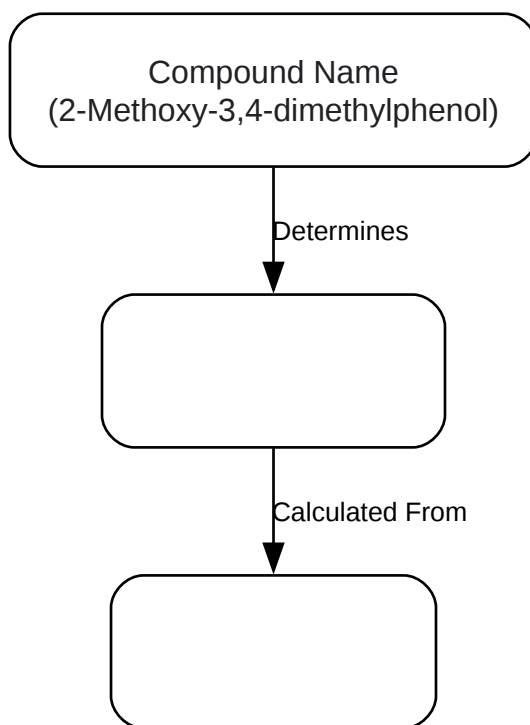 Compound Name
(2-Methoxy-3,4-dimethylphenol)
Determines
Calculated From